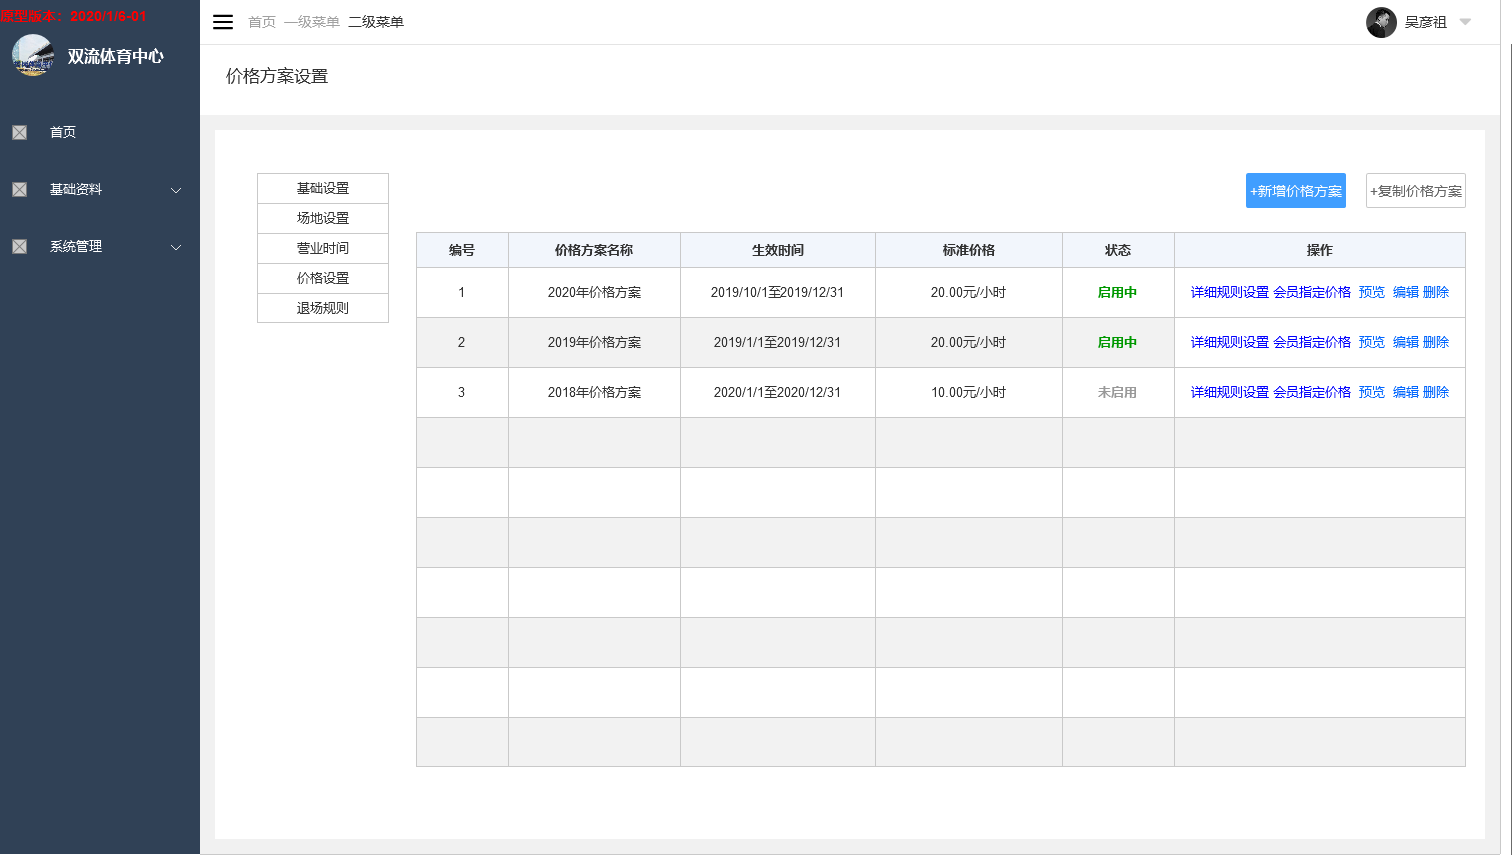 原型版本：2020/1/6-01
双流体育中心
首页
基础资料
系统管理
首页 一级菜单 二级菜单
吴彦祖
价格方案设置
基础设置
场地设置
营业时间
价格设置
退场规则
+新增价格方案 +复制价格方案
编号 价格方案名称 生效时间 标准价格 状态 操作
1 2020年价格方案 2019/10/1至2019/12/31 20.00元/小时 启用中 详细规则设置 会员指定价格 预览 编辑 删除
2 2019年价格方案 2019/1/1至2019/12/31 20.00元/小时 启用中 详细规则设置 会员指定价格 预览 编辑 删除
3 2018年价格方案 2020/1/1至2020/12/31 10.00元/小时 未启用 详细规则设置 会员指定价格 预览 编辑 删除